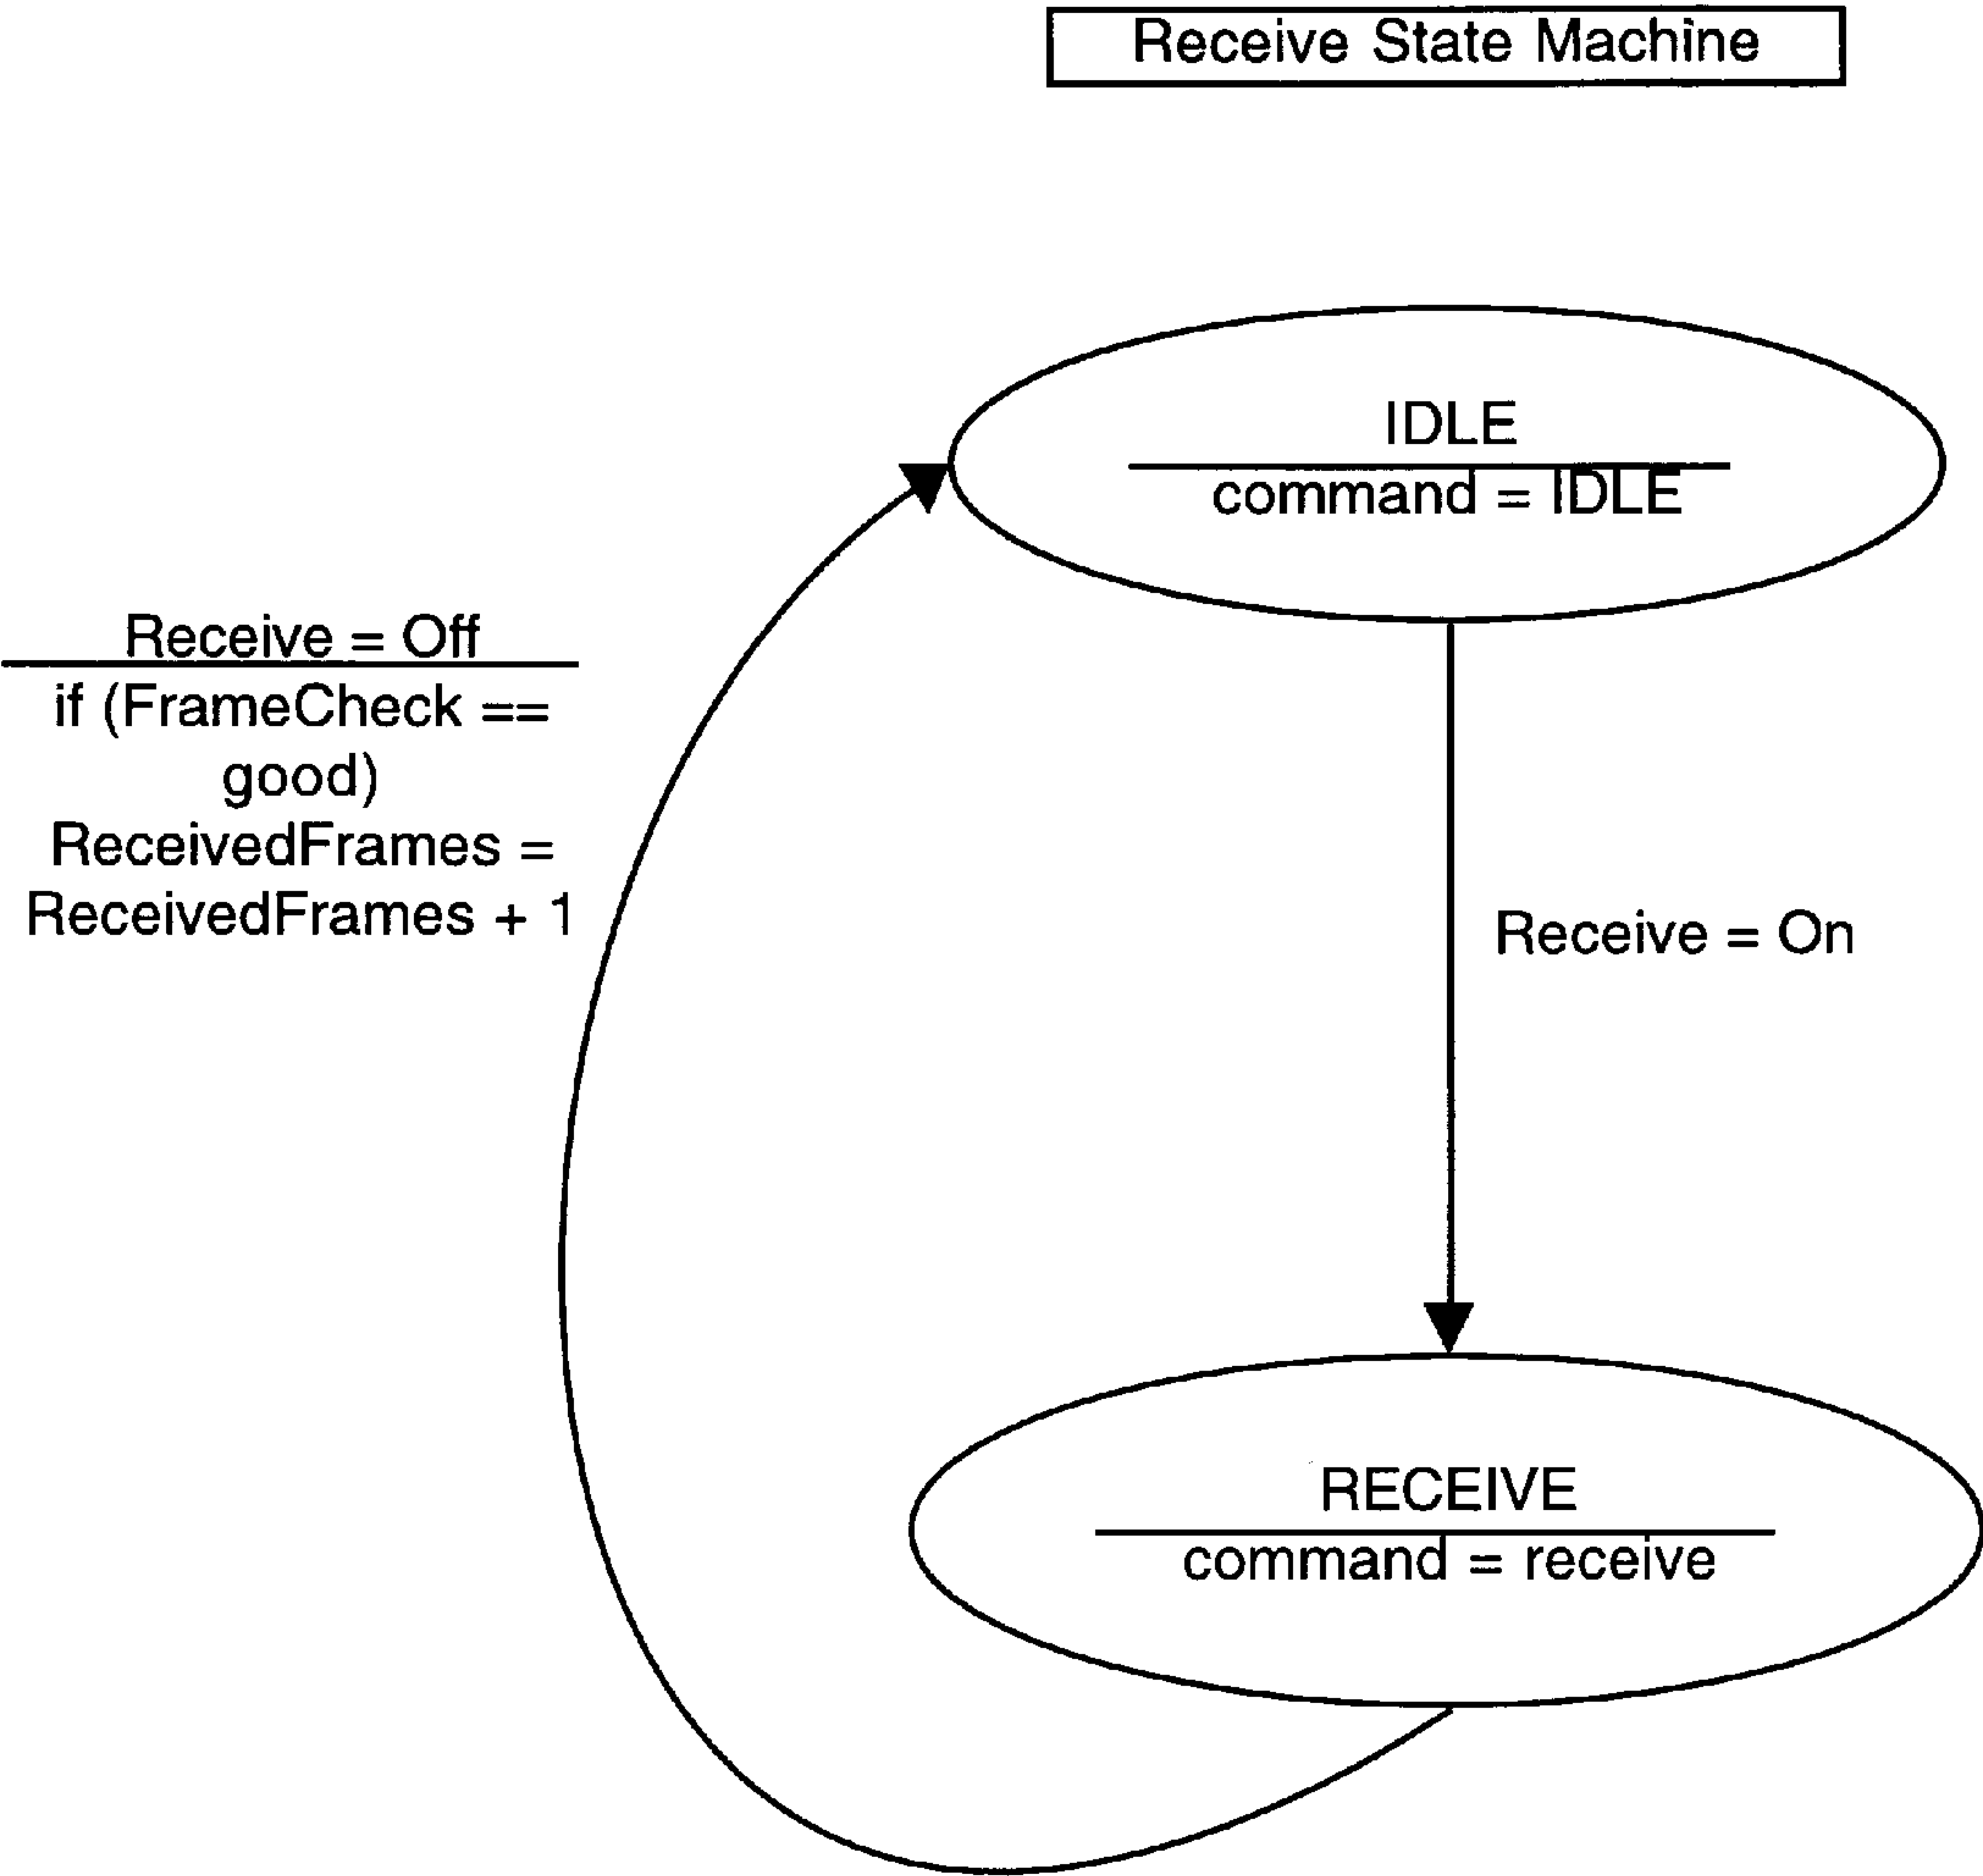 Receive State Machine
IDLE
command = IDLE
Receive = Off
if (FrameCheck ==
good)
ReceivedFrames =
ReceivedFrames + 1
Receive = On
RECEIVE
command = receive